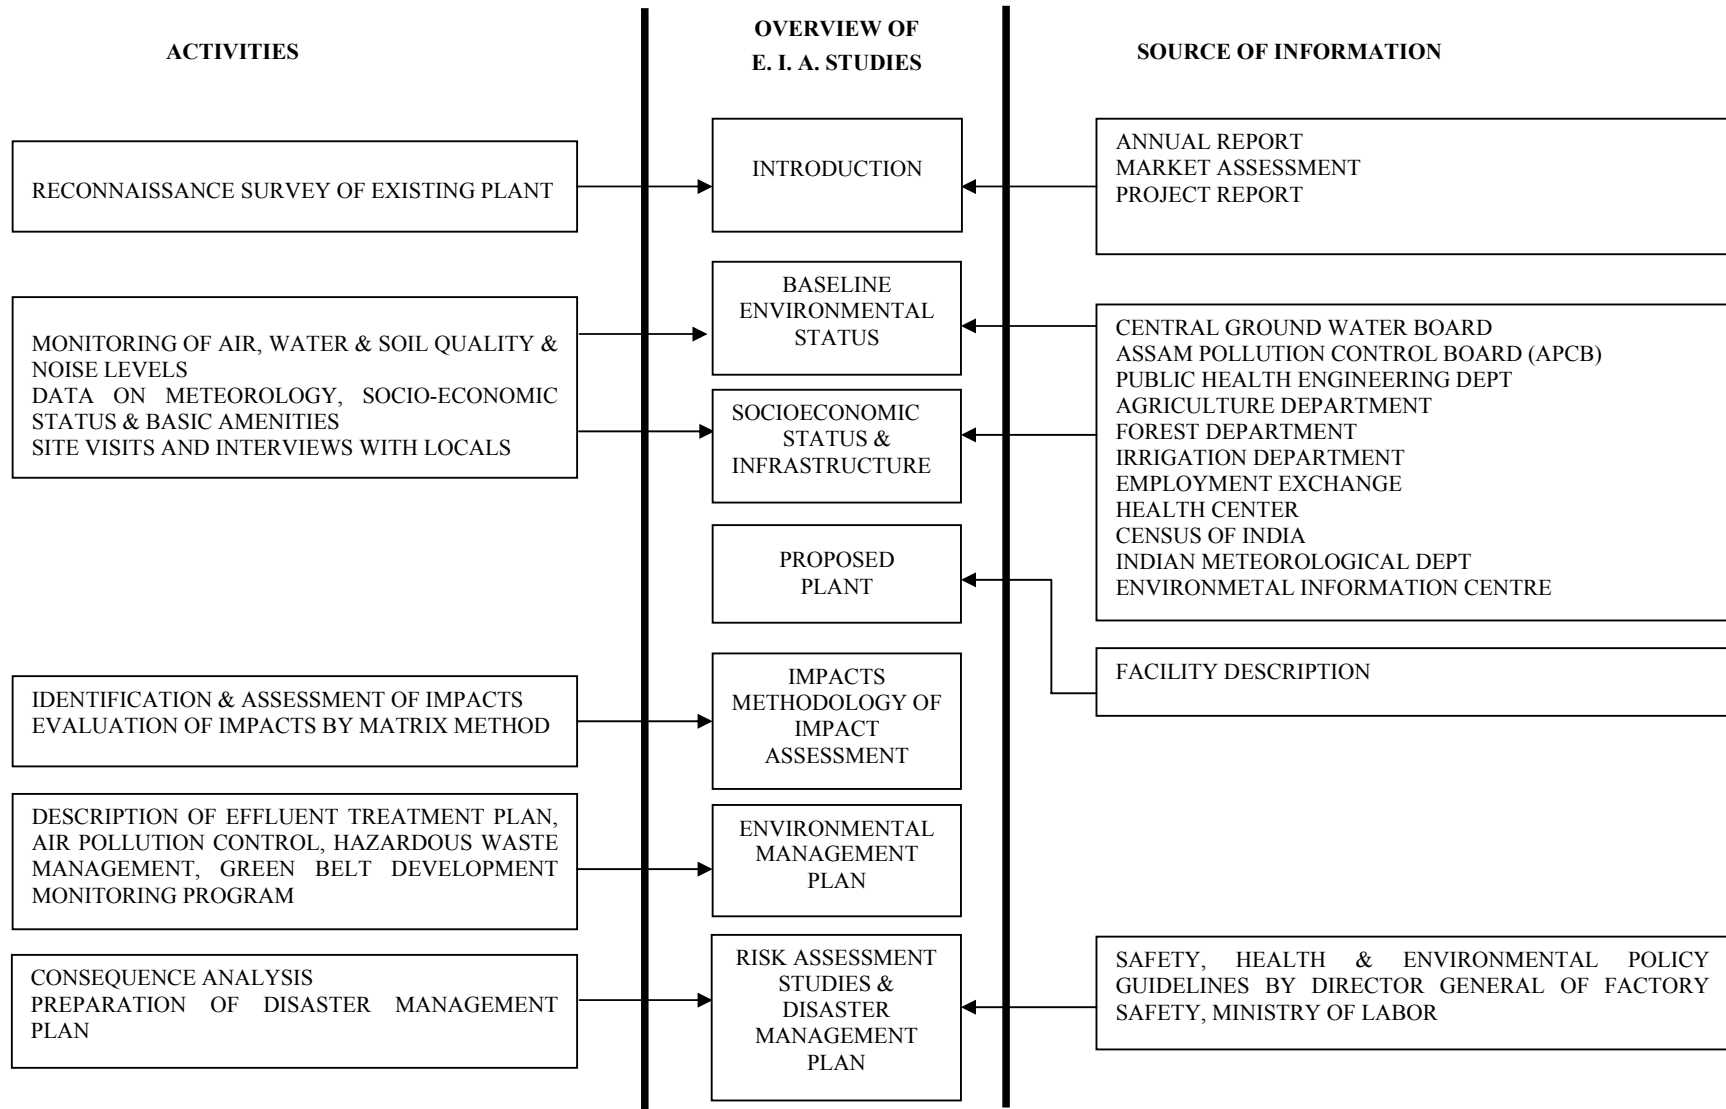 ACTIVITIES
OVERVIEW OF
E. I. A. STUDIES
SOURCE OF INFORMATION
RECONNAISSANCE SURVEY OF EXISTING PLANT
INTRODUCTION
ANNUAL REPORT
MARKET ASSESSMENT
PROJECT REPORT
MONITORING OF AIR, WATER & SOIL QUALITY &
NOISE LEVELS
DATA ON METEOROLOGY, SOCIO-ECONOMIC
STATUS & BASIC AMENITIES
SITE VISITS AND INTERVIEWS WITH LOCALS
BASELINE
ENVIRONMENTAL
STATUS
SOCIOECONOMIC
STATUS &
INFRASTRUCTURE
CENTRAL GROUND WATER BOARD
ASSAM POLLUTION CONTROL BOARD (APCB)
PUBLIC HEALTH ENGINEERING DEPT
AGRICULTURE DEPARTMENT
FOREST DEPARTMENT
IRRIGATION DEPARTMENT
EMPLOYMENT EXCHANGE
HEALTH CENTER
CENSUS OF INDIA
INDIAN METEOROLOGICAL DEPT
ENVIRONMETAL INFORMATION CENTRE
PROPOSED
PLANT
FACILITY DESCRIPTION
IDENTIFICATION & ASSESSMENT OF IMPACTS
EVALUATION OF IMPACTS BY MATRIX METHOD
IMPACTS
METHODOLOGY OF
IMPACT
ASSESSMENT
DESCRIPTION OF EFFLUENT TREATMENT PLAN,
AIR POLLUTION CONTROL, HAZARDOUS WASTE
MANAGEMENT, GREEN BELT DEVELOPMENT
MONITORING PROGRAM
ENVIRONMENTAL
MANAGEMENT
PLAN
CONSEQUENCE ANALYSIS
PREPARATION OF DISASTER MANAGEMENT
PLAN
RISK ASSESSMENT
STUDIES &
DISASTER
MANAGEMENT
PLAN
SAFETY, HEALTH & ENVIRONMENTAL POLICY
GUIDELINES BY DIRECTOR GENERAL OF FACTORY
SAFETY, MINISTRY OF LABOR